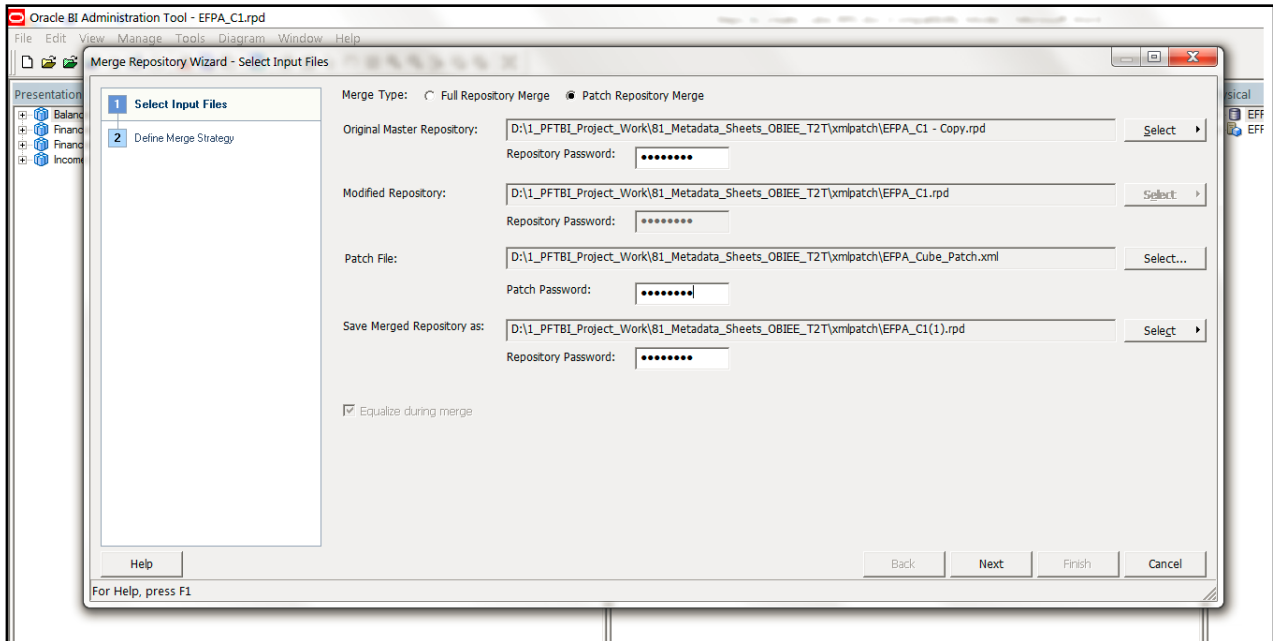 Oracle BI Administration Tool - EFPA_C1.rpd
File Edit View Manage Tools Diagram Window Help
Merge Repository Wizard - Select Input Files
Presentation
Balanc
Financ
Financ
Incom
sical
EFF
EFF
1 Select Input Files
2 Define Merge Strategy
Merge Type: Full Repository Merge Patch Repository Merge
Original Master Repository: D:\1_PFTBI_Project_Work\81_Metadata_Sheets_OBIEE_T2T\xmlpatch\EFPA_C1 - Copy.rpd Select
Repository Password: ●●●●●●●●
Modified Repository: D:\1_PFTBI_Project_Work\81_Metadata_Sheets_OBIEE_T2T\xmlpatch\EFPA_C1.rpd Select
Repository Password: ●●●●●●●●
Patch File: D:\1_PFTBI_Project_Work\81_Metadata_Sheets_OBIEE_T2T\xmlpatch\EFPA_Cube_Patch.xml Select...
Patch Password: ●●●●●●●●
Save Merged Repository as: D:\1_PFTBI_Project_Work\81_Metadata_Sheets_OBIEE_T2T\xmlpatch\EFPA_C1(1).rpd Select
Repository Password: ●●●●●●●●
Equalize during merge
Help Back Next Finish Cancel
For Help, press F1